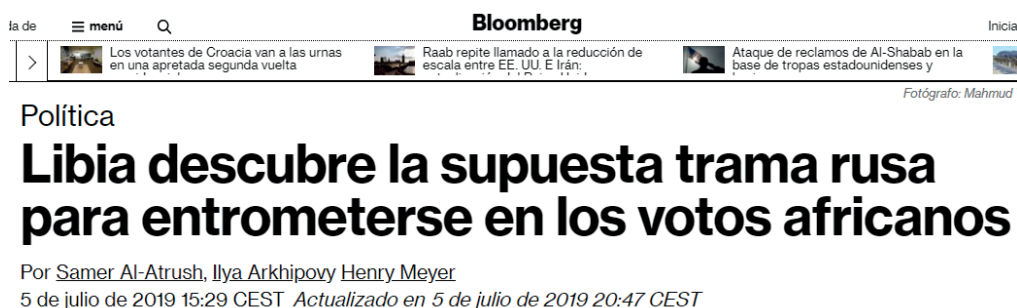 da de
menú
Bloomberg
Inicia
Los votantes de Croacia van a las urnas
en una apretada segunda vuelta
Raab repite llamado a la reducción de
escala entre EE. UU. E Irán:
Ataque de reclamos de Al-Shabab en la
base de tropas estadounidenses y
Fotógrafo: Mahmud
Política
Libia descubre la supuesta trama rusa
para entrometerse en los votos africanos
Por Samer Al-Atrush, Ilya Arkhipovy Henry Meyer
5 de julio de 2019 15:29 CEST Actualizado en 5 de julio de 2019 20:47 CEST